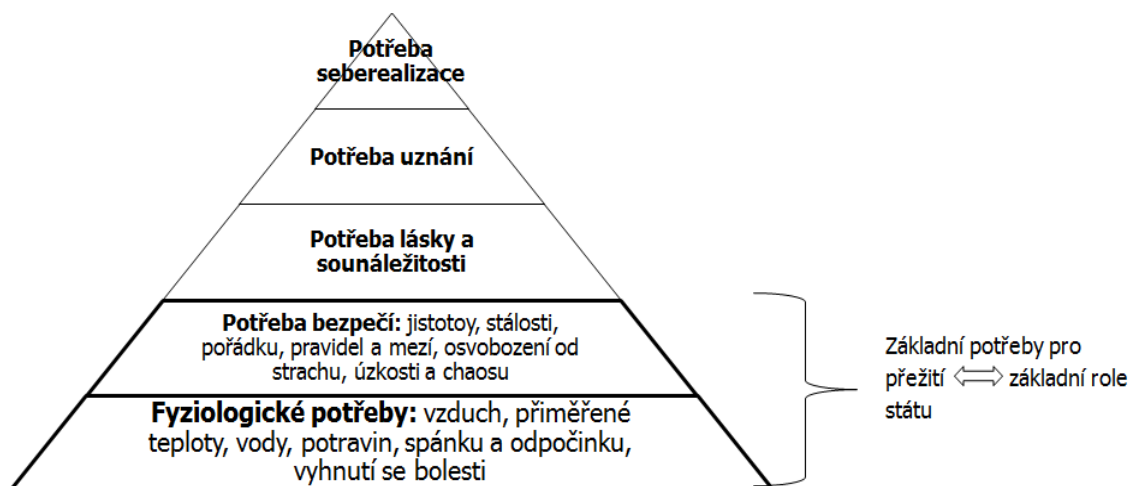 Potřeba
seberealizace
Potřeba uznání
Potřeba lásky a
sounáležitosti
Potřeba bezpečí: jistotoy, stálosti,
pořádku, pravidel a mezí, osvobození od
strachu, úzkosti a chaosu
Fyziologické potřeby: vzduch, přiměřené
teploty, vody, potravin, spánku a odpočinku,
vyhnutí se bolesti
Základní potřeby pro
přežití ⟺ základní role
státu